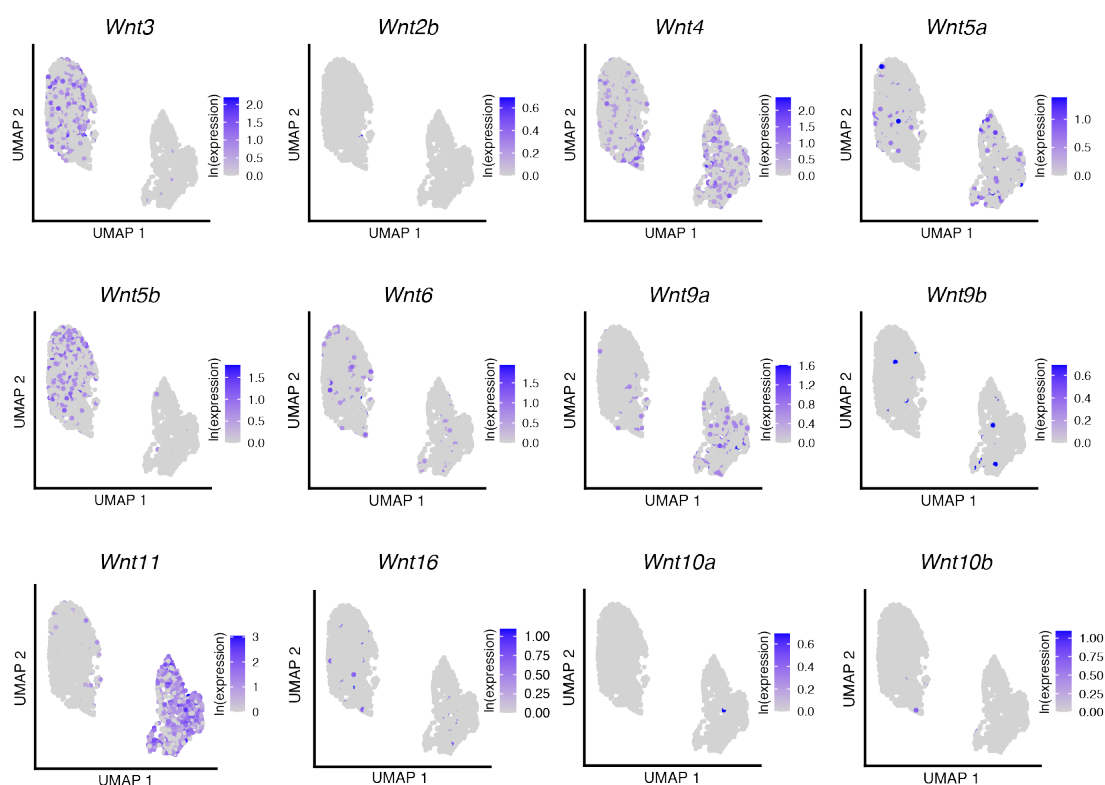 Wnt3
Wnt2b
Wnt4
Wnt5a
UMAP 2
ln(expression)
2.0
1.5
1.0
0.5
0.0
UMAP 1
UMAP 2
ln(expression)
0.6
0.4
0.2
0.0
UMAP 1
UMAP 2
ln(expression)
2.0
1.5
1.0
0.5
0.0
UMAP 1
UMAP 2
ln(expression)
1.0
0.5
0.0
UMAP 1
Wnt5b
Wnt6
Wnt9a
Wnt9b
UMAP 2
ln(expression)
1.5
1.0
0.5
0.0
UMAP 1
UMAP 2
ln(expression)
1.5
1.0
0.5
0.0
UMAP 1
UMAP 2
ln(expression)
1.6
1.2
0.8
0.4
0.0
UMAP 1
UMAP 2
ln(expression)
0.6
0.4
0.2
0.0
UMAP 1
Wnt11
Wnt16
Wnt10a
Wnt10b
UMAP 2
ln(expression)
3
2
1
0
UMAP 1
UMAP 2
ln(expression)
1.00
0.75
0.50
0.25
0.00
UMAP 1
UMAP 2
ln(expression)
0.6
0.4
0.2
0.0
UMAP 1
UMAP 2
ln(expression)
1.00
0.75
0.50
0.25
0.00
UMAP 1